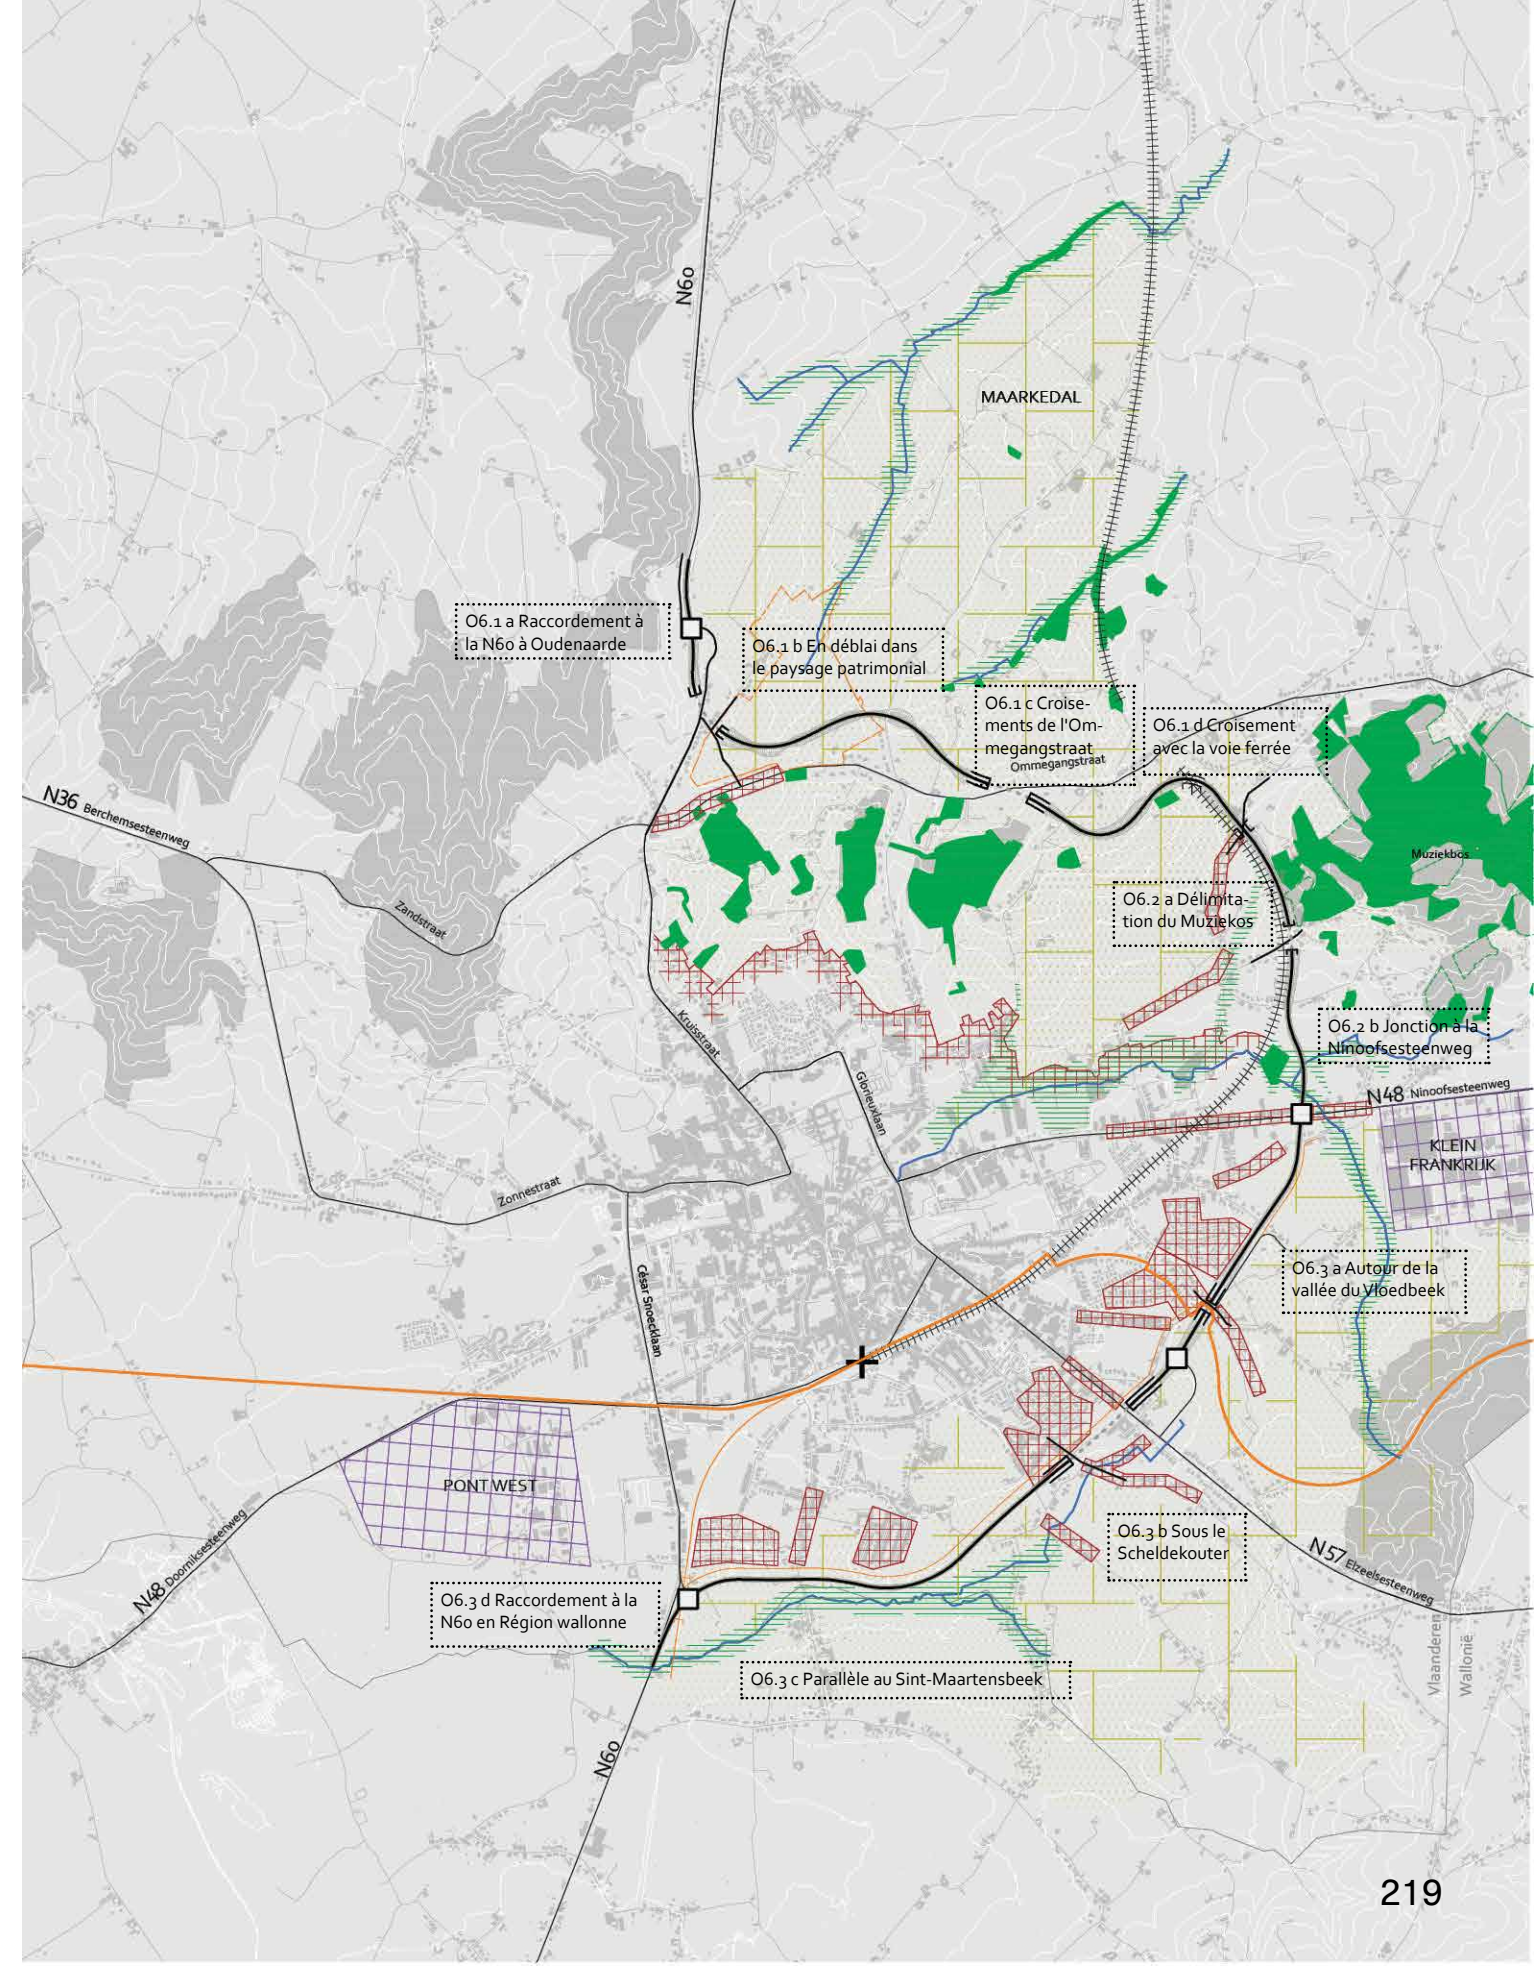 N60
MAARKEDAL
O6.1 a Raccordement à
la N60 à Oudenaarde
O6.1 b En déblai dans
le paysage patrimonial
O6.1 c Croise-
ments de l'Om-
megangstraat
Ommegangstraat
O6.1 d Croisement
avec la voie ferrée
N36 Berchemsesteenweg
Zandstraat
Muziekbos
O6.2 a Délimita-
tion du Muziekos
Kruisstraat
O6.2 b Jonction à la
Ninoofsesteenweg
Glorieuxlaan
N48 Ninoofsesteenweg
KLEIN
FRANKRIJK
Zonnestraat
César Snoecklaan
O6.3 a Autour de la
vallée du Vloedbeek
PONT WEST
N48 Doorniksesteenweg
O6.3 b Sous le
Scheldekouter
N57 Elzeelsesteenweg
O6.3 d Raccordement à la
N60 en Région wallonne
Vlaanderen
Wallonië
O6.3 c Parallèle au Sint-Maartensbeek
N60
219